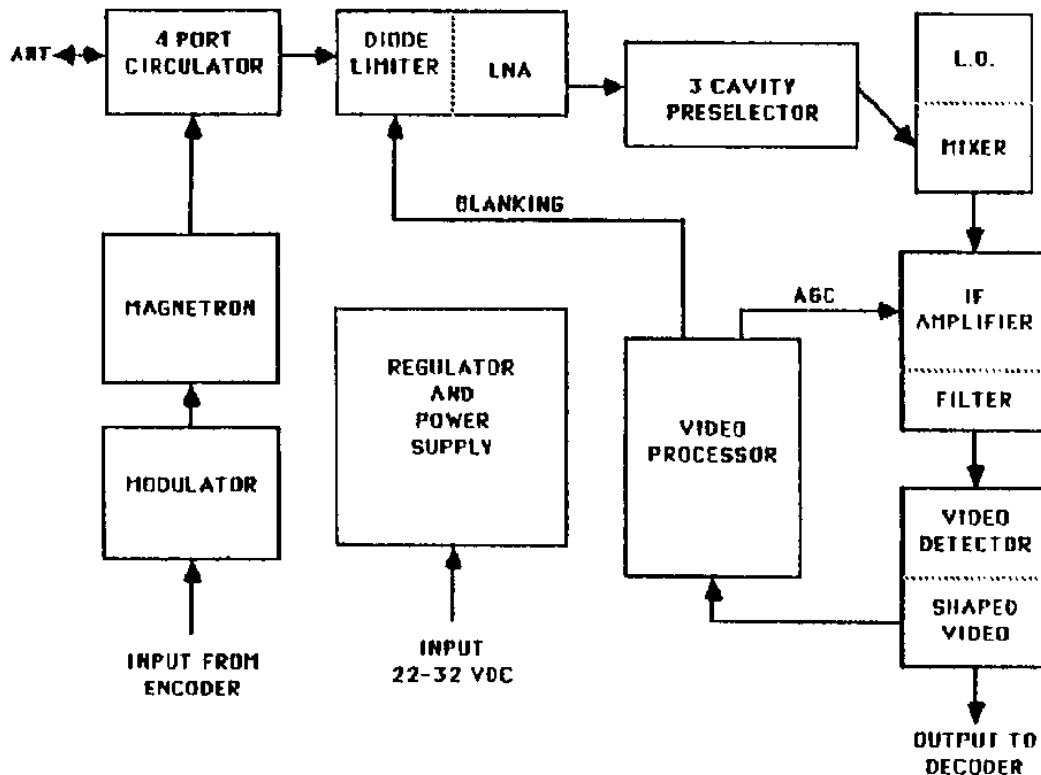 ANT
4 PORT
CIRCULATOR
DIODE
LIMITER
LNA
3 CAVITY
PRESELECTOR
L.O.
MIXER
BLANKING
MAGNETRON
REGULATOR
AND
POWER
SUPPLY
AGC
IF
AMPLIFIER
FILTER
VIDEO
PROCESSOR
MODULATOR
VIDEO
DETECTOR
SHAPED
VIDEO
INPUT FROM
ENCODER
INPUT
22-32 VDC
OUTPUT TO
DECODER